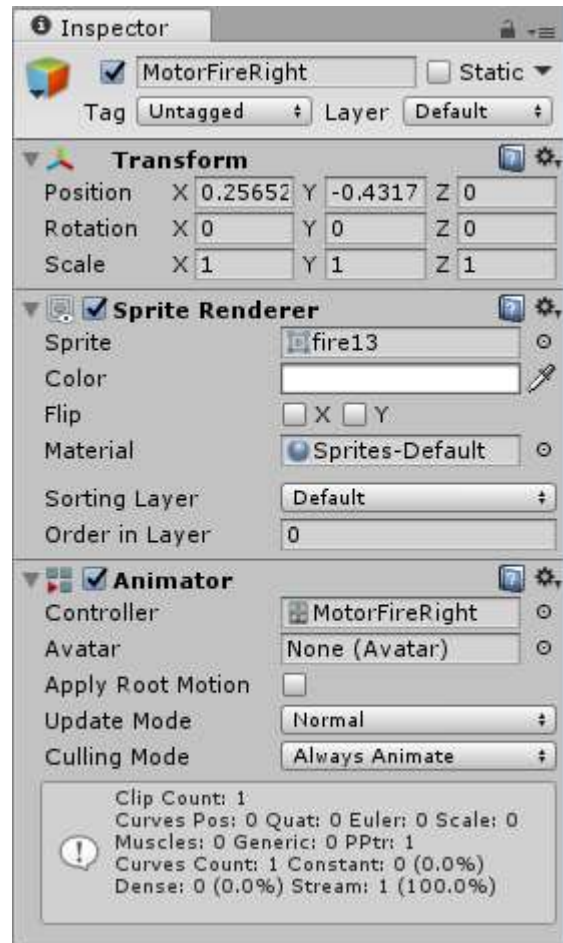 Inspector
MotorFireRight Static
Tag Untagged Layer Default
Transform
Position X 0.25652 Y -0.4317 Z 0
Rotation X 0 Y 0 Z 0
Scale X 1 Y 1 Z 1
Sprite Renderer
Sprite fire13
Color
Flip X Y
Material Sprites-Default
Sorting Layer Default
Order in Layer 0
Animator
Controller MotorFireRight
Avatar None (Avatar)
Apply Root Motion
Update Mode Normal
Culling Mode Always Animate
Clip Count: 1
Curves Pos: 0 Quat: 0 Euler: 0 Scale: 0
Muscles: 0 Generic: 0 PPtr: 1
Curves Count: 1 Constant: 0 (0.0%)
Dense: 0 (0.0%) Stream: 1 (100.0%)